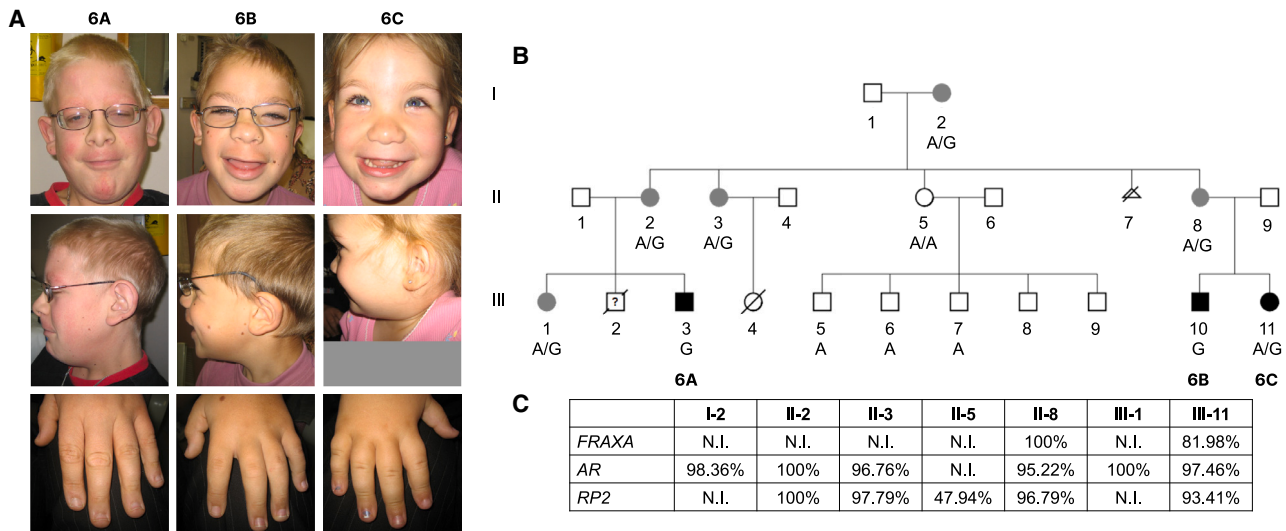 A
6A 6B 6C
B
I
1 2
A/G
II
1 2 3 4 5 6 7 8 9
A/G A/G A/A A/G
III
?
1 2 3 4 5 6 7 8 9 10 11
A/G G A A A G A/G
6A 6B 6C
C
I-2 II-2 II-3 II-5 II-8 III-1 III-11
FRAXA N.I. N.I. N.I. N.I. 100% N.I. 81.98%
AR 98.36% 100% 96.76% N.I. 95.22% 100% 97.46%
RP2 N.I. 100% 97.79% 47.94% 96.79% N.I. 93.41%